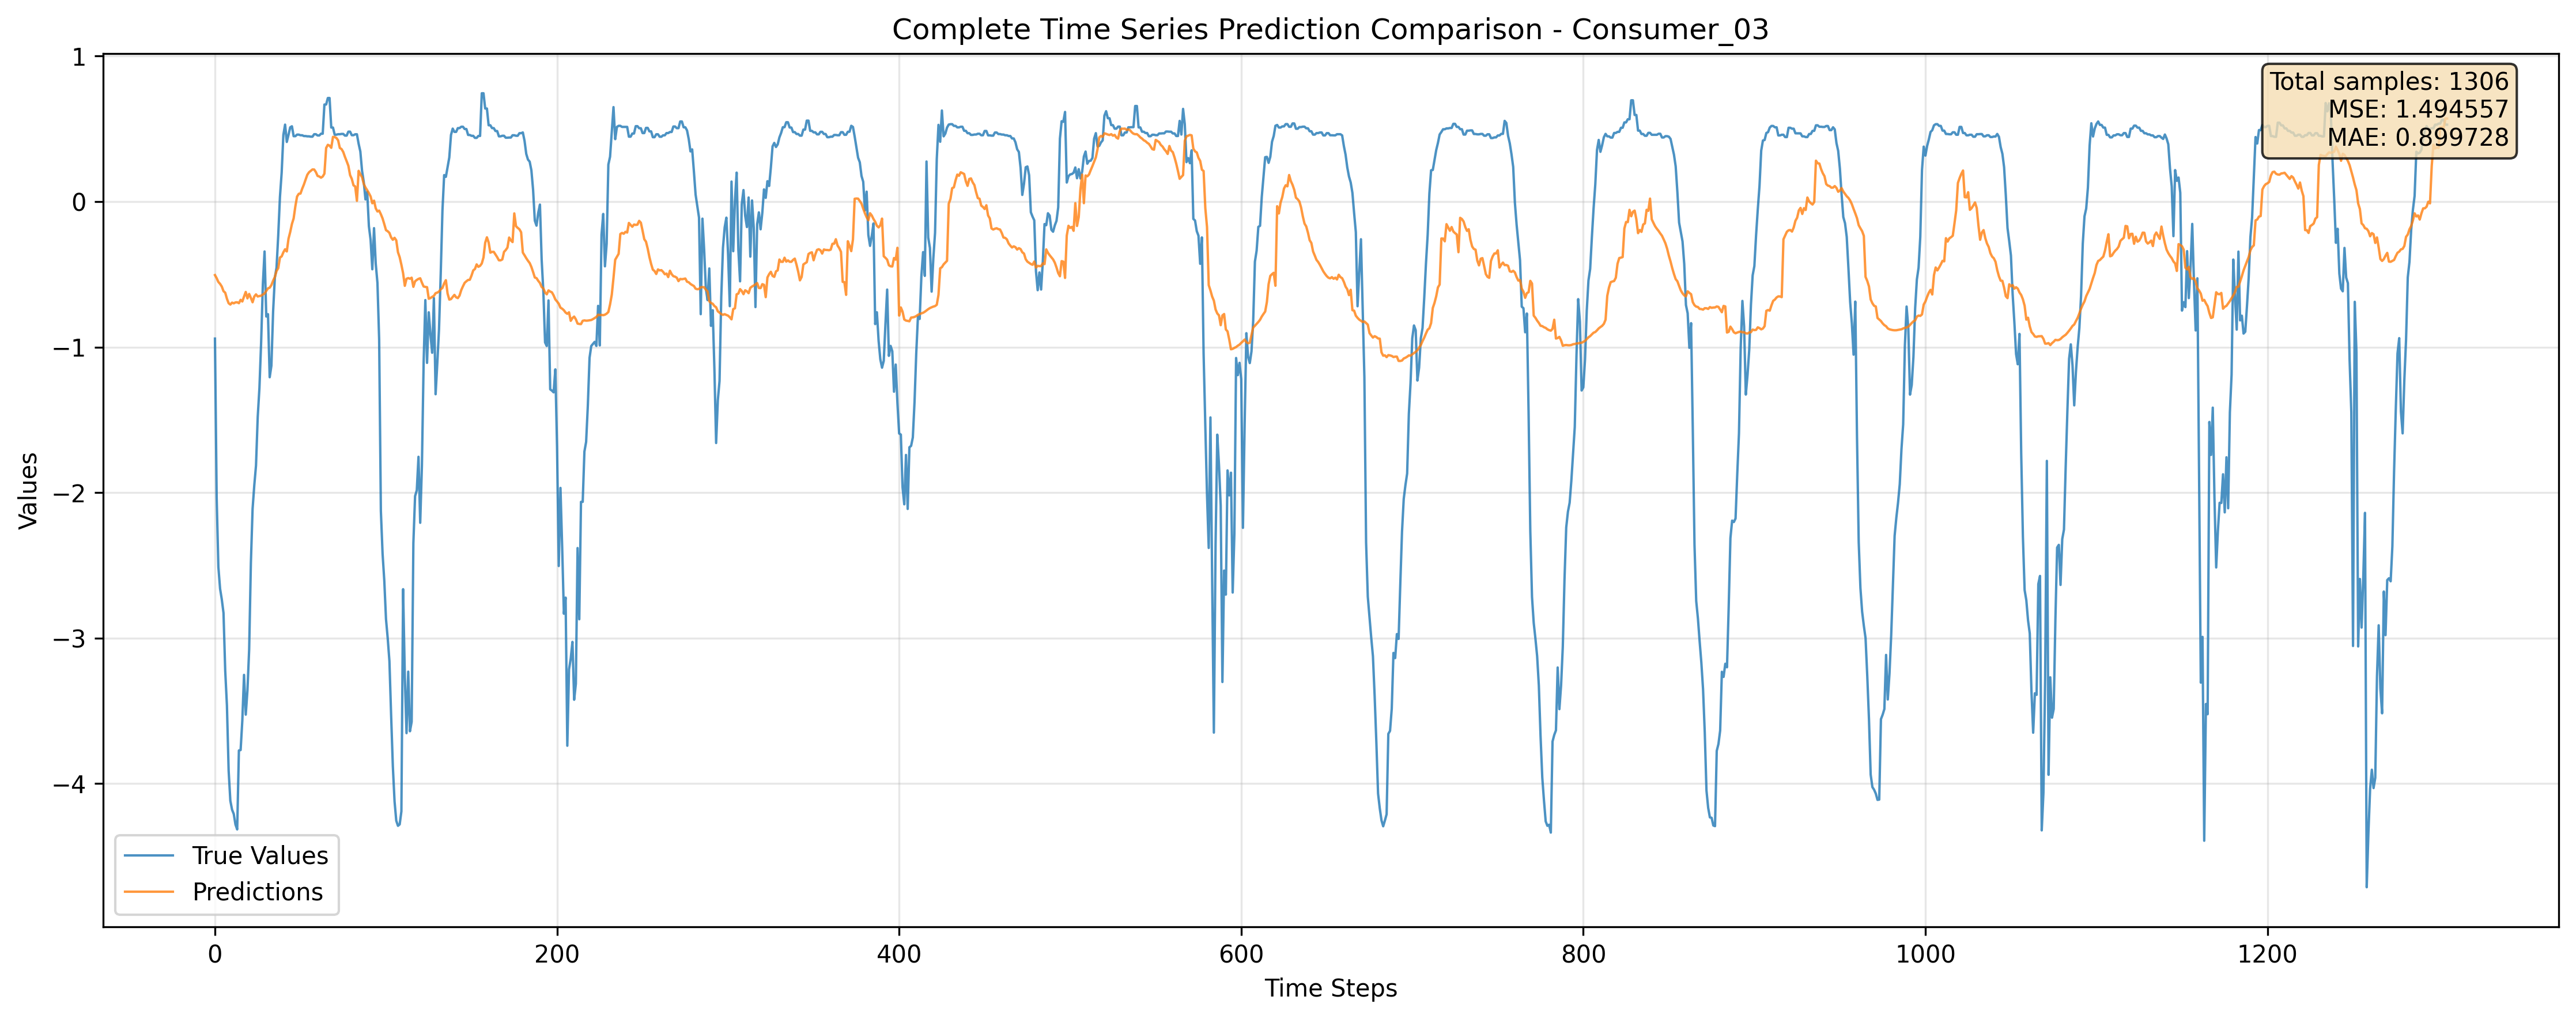 Complete Time Series Prediction Comparison - Consumer_03
Total samples: 1306
MSE: 1.494557
MAE: 0.899728
Values
1
0
−1
−2
−3
−4
True Values
Predictions
0
200
400
600
800
1000
1200
Time Steps